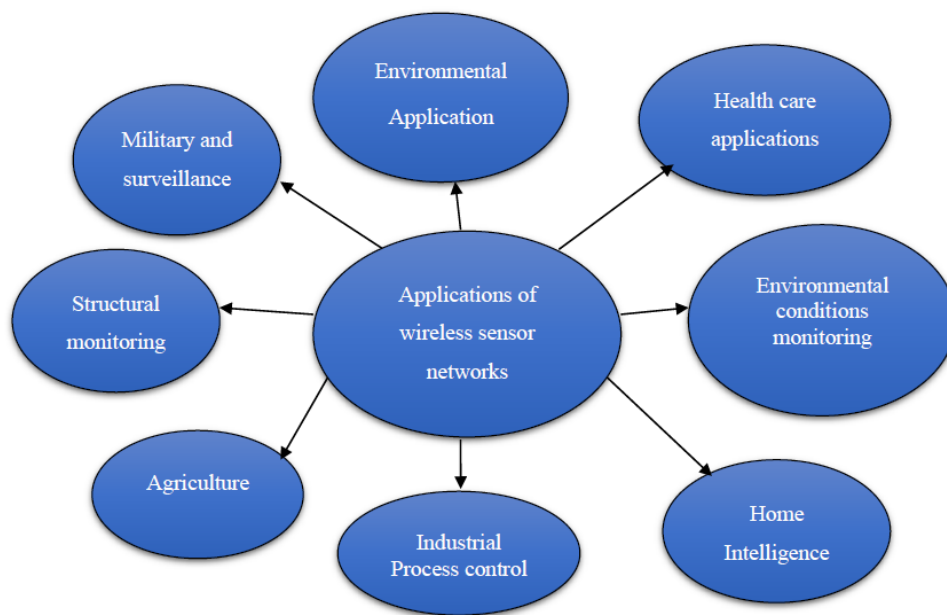 Environmental
Application
Health care
applications
Military and
surveillance
Environmental
conditions
monitoring
Structural
monitoring
Applications of
wireless sensor
networks
Agriculture
Industrial
Process control
Home
Intelligence